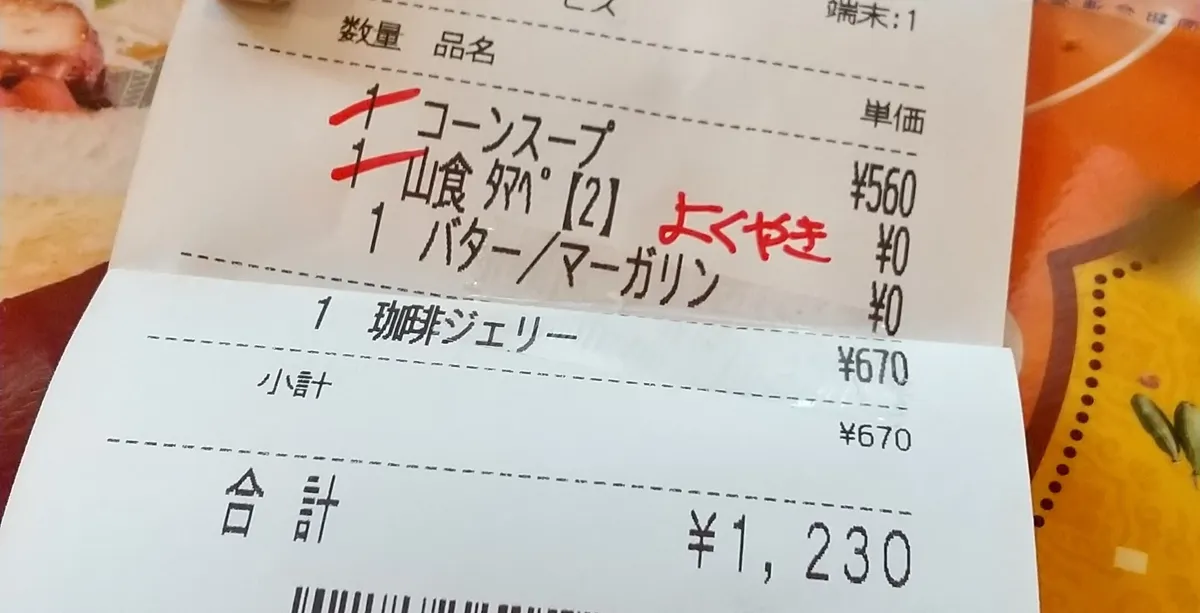 ビス 端末:1
数量 品名 単価
1 コーンスープ ¥560
1 山食 ﾀﾏﾍﾟ【2】 よくやき ¥0
1 バター/マーガリン ¥0
1 珈琲ジェリー ¥670
小計 ¥670
合計 ¥1,230